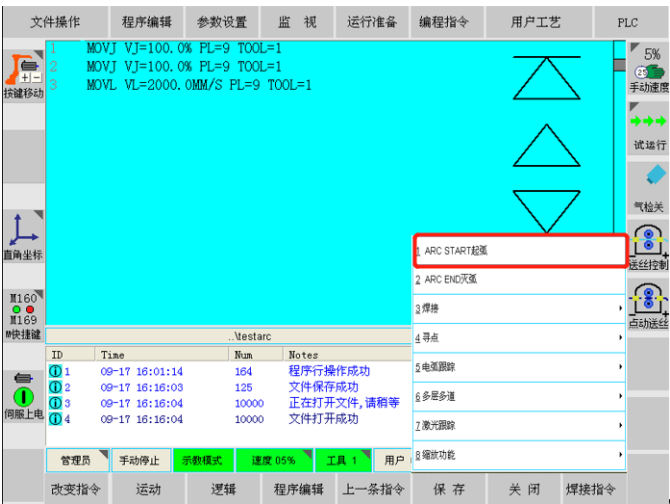 文件操作 程序编辑 参数设置 监 视 运行准备 编程指令 用户工艺 PLC
1 MOVJ VJ=100.0% PL=9 TOOL=1
2 MOVJ VJ=100.0% PL=9 TOOL=1
3 MOVL VL=2000.0MM/S PL=9 TOOL=1
按键移动
直角坐标
M160
M169
M快捷键
伺服上电
5%
手动速度
试运行
气检关
送丝控制
点动送丝
1 ARC START起弧
2 ARC END灭弧
3焊接
4寻点
5电弧跟踪
6多层多道
7激光跟踪
8缩放功能
..\testarc
ID Time Num Notes
1 09-17 16:01:14 164 程序行操作成功
2 09-17 16:16:03 125 文件保存成功
3 09-17 16:16:04 10000 正在打开文件,请稍等
4 09-17 16:16:04 10000 文件打开成功
管理员 手动停止 示教模式 速度 05% 工具 1 用户
改变指令 运动 逻辑 程序编辑 上一条指令 保 存 关 闭 焊接指令